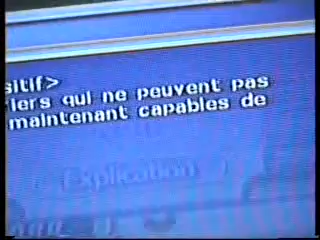 sitif>
iers qui ne peuvent pas
maintenant capables de
Explication